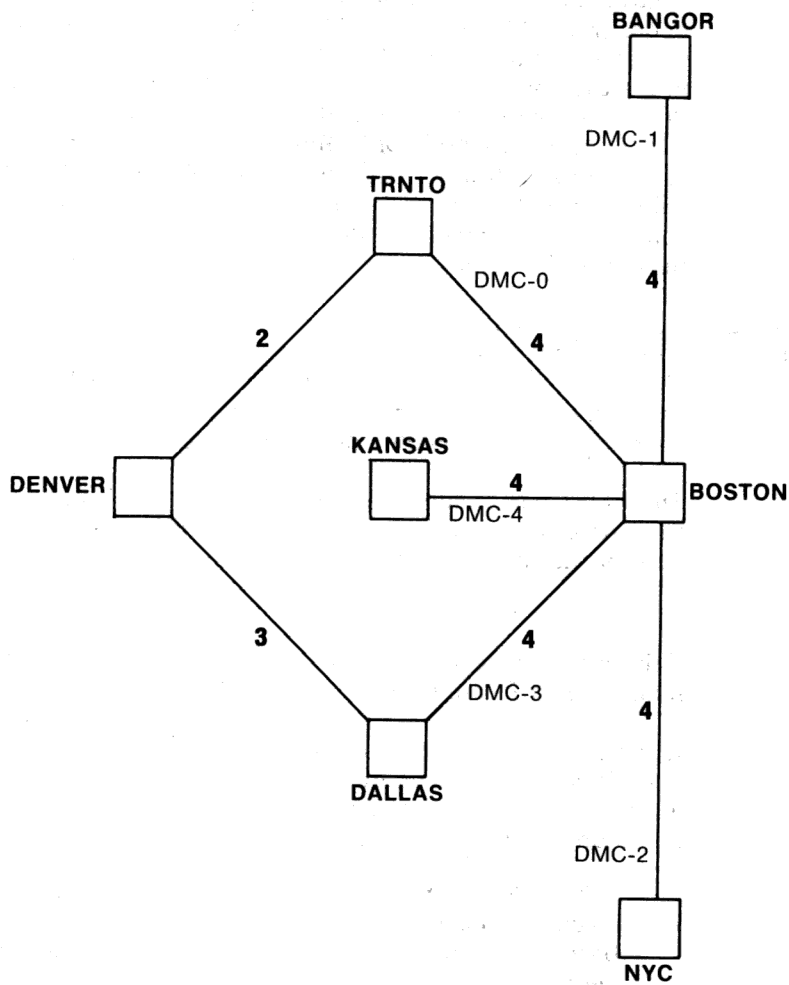 BANGOR
DMC-1
TRNTO
DMC-0
4
2
4
KANSAS
DENVER
4
BOSTON
DMC-4
3
4
DMC-3
4
DALLAS
DMC-2
NYC